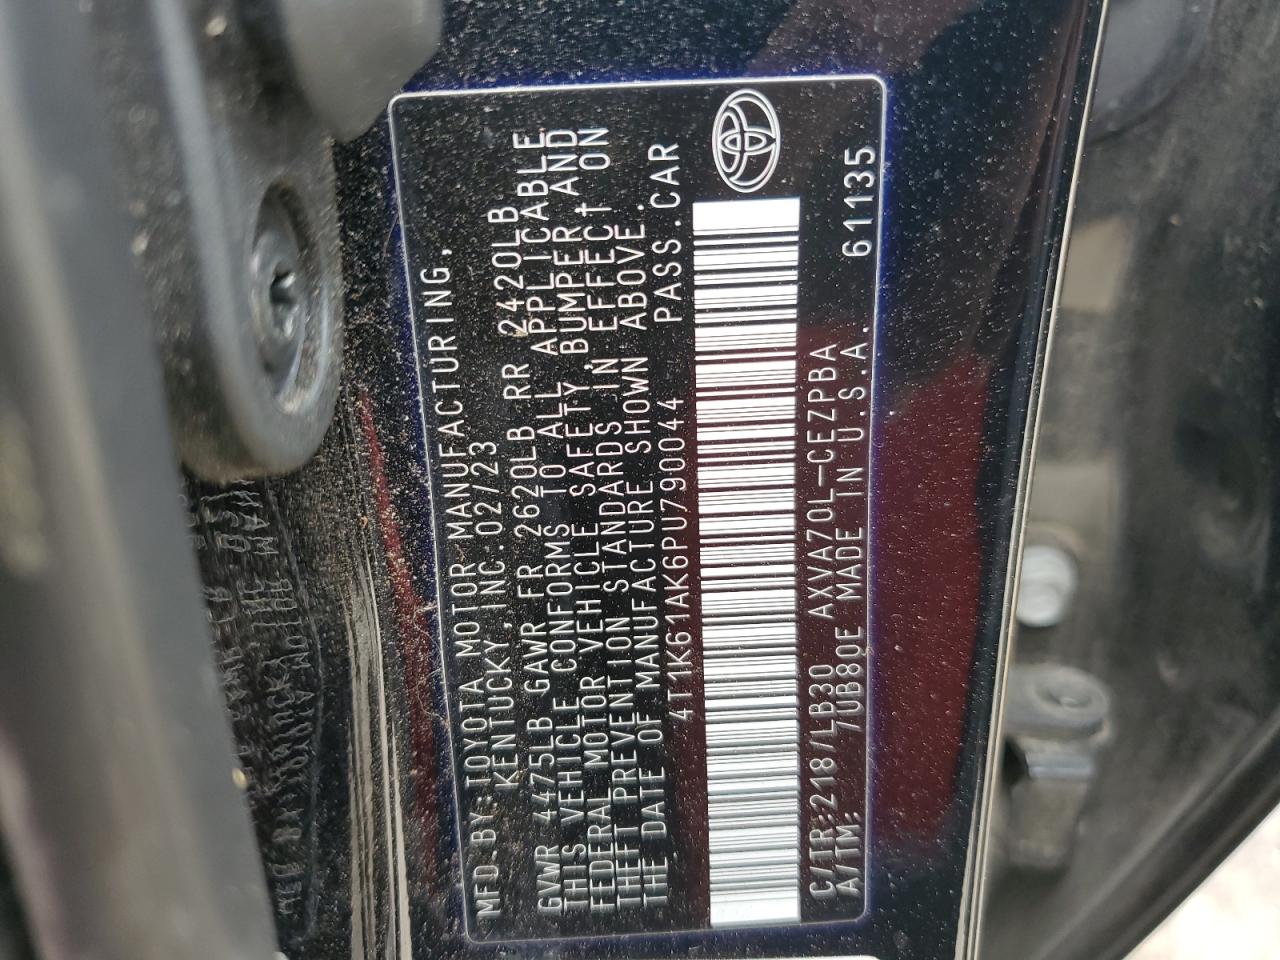 MFD.BY:TOYOTA MOTOR MANUFACTURING,
KENTUCKY,INC.02/23
GVWR 4475LB GAWR FR 2620LB RR 2420LB
THIS VEHICLE CONFORMS TO ALL APPLICABLE
FEDERAL MOTOR VEHICLE SAFETY,BUMPER,AND
THEFT PREVENTION STANDARDS IN EFFECT ON
THE DATE OF MANUFACTURE SHOWN ABOVE.
4T1K61AK6PU790044 PASS.CAR
C/TR:218/LB30 AXVA70L-CEZPBA 61135
A/TM: /UB80E MADE IN U.S.A.